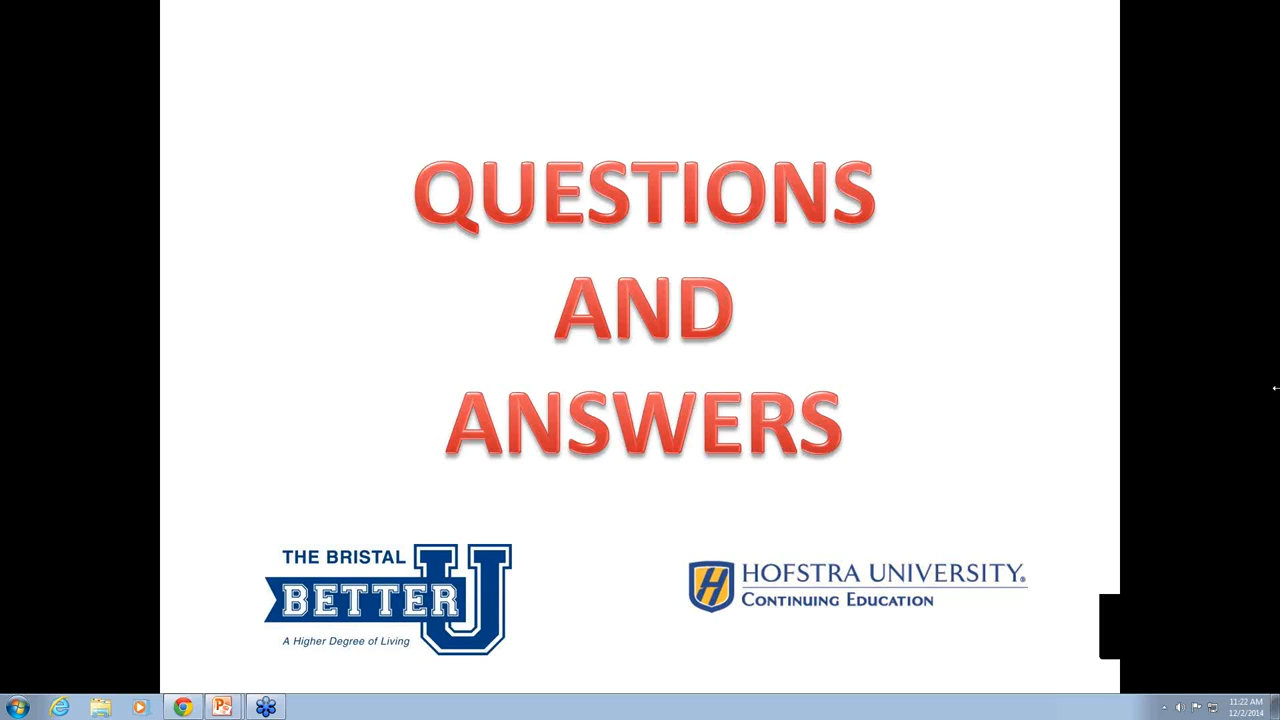 QUESTIONS
AND
ANSWERS
THE BRISTAL
BETTER U
A Higher Degree of Living
H HOFSTRA UNIVERSITY®
CONTINUING EDUCATION
11:22 AM
12/2/2014